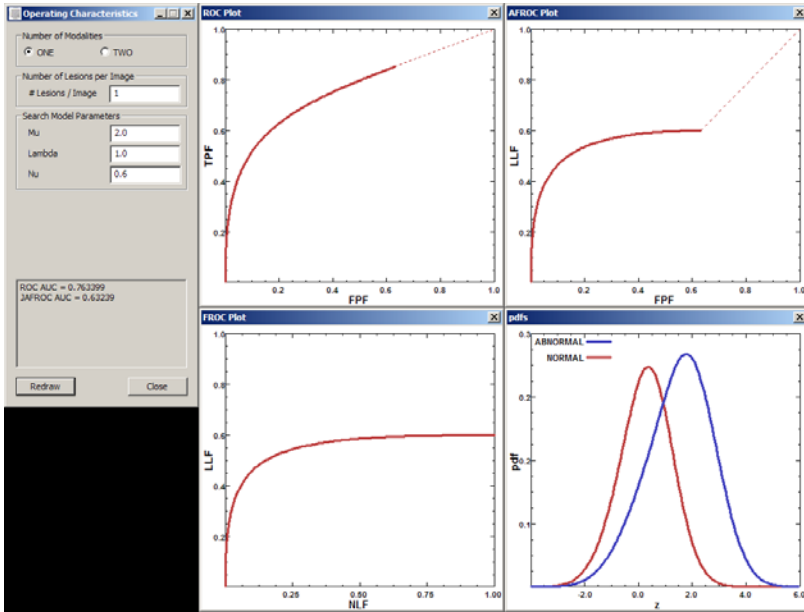 Operating Characteristics
Number of Modalities
ONE TWO
Number of Lesions per Image
# Lesions / Image 1
Search Model Parameters
Mu 2.0
Lambda 1.0
Nu 0.6
ROC AUC = 0.763399
JAFROC AUC = 0.63239
Redraw Close
ROC Plot
1.0
0.8
TPF
0.6
0.4
0.2
0.2 0.4 0.6 0.8 1.0
FPF
AFROC Plot
1.0
0.8
LLF
0.6
0.4
0.2
0.2 0.4 0.6 0.8 1.0
FPF
FROC Plot
1.0
0.8
0.6
LLF
0.4
0.2
0.25 0.50 0.75 1.00
NLF
pdfs
ABNORMAL
NORMAL
0.3
0.2
pdf
0.1
0.0
-2.0 0.0 2.0 4.0 6.0
z